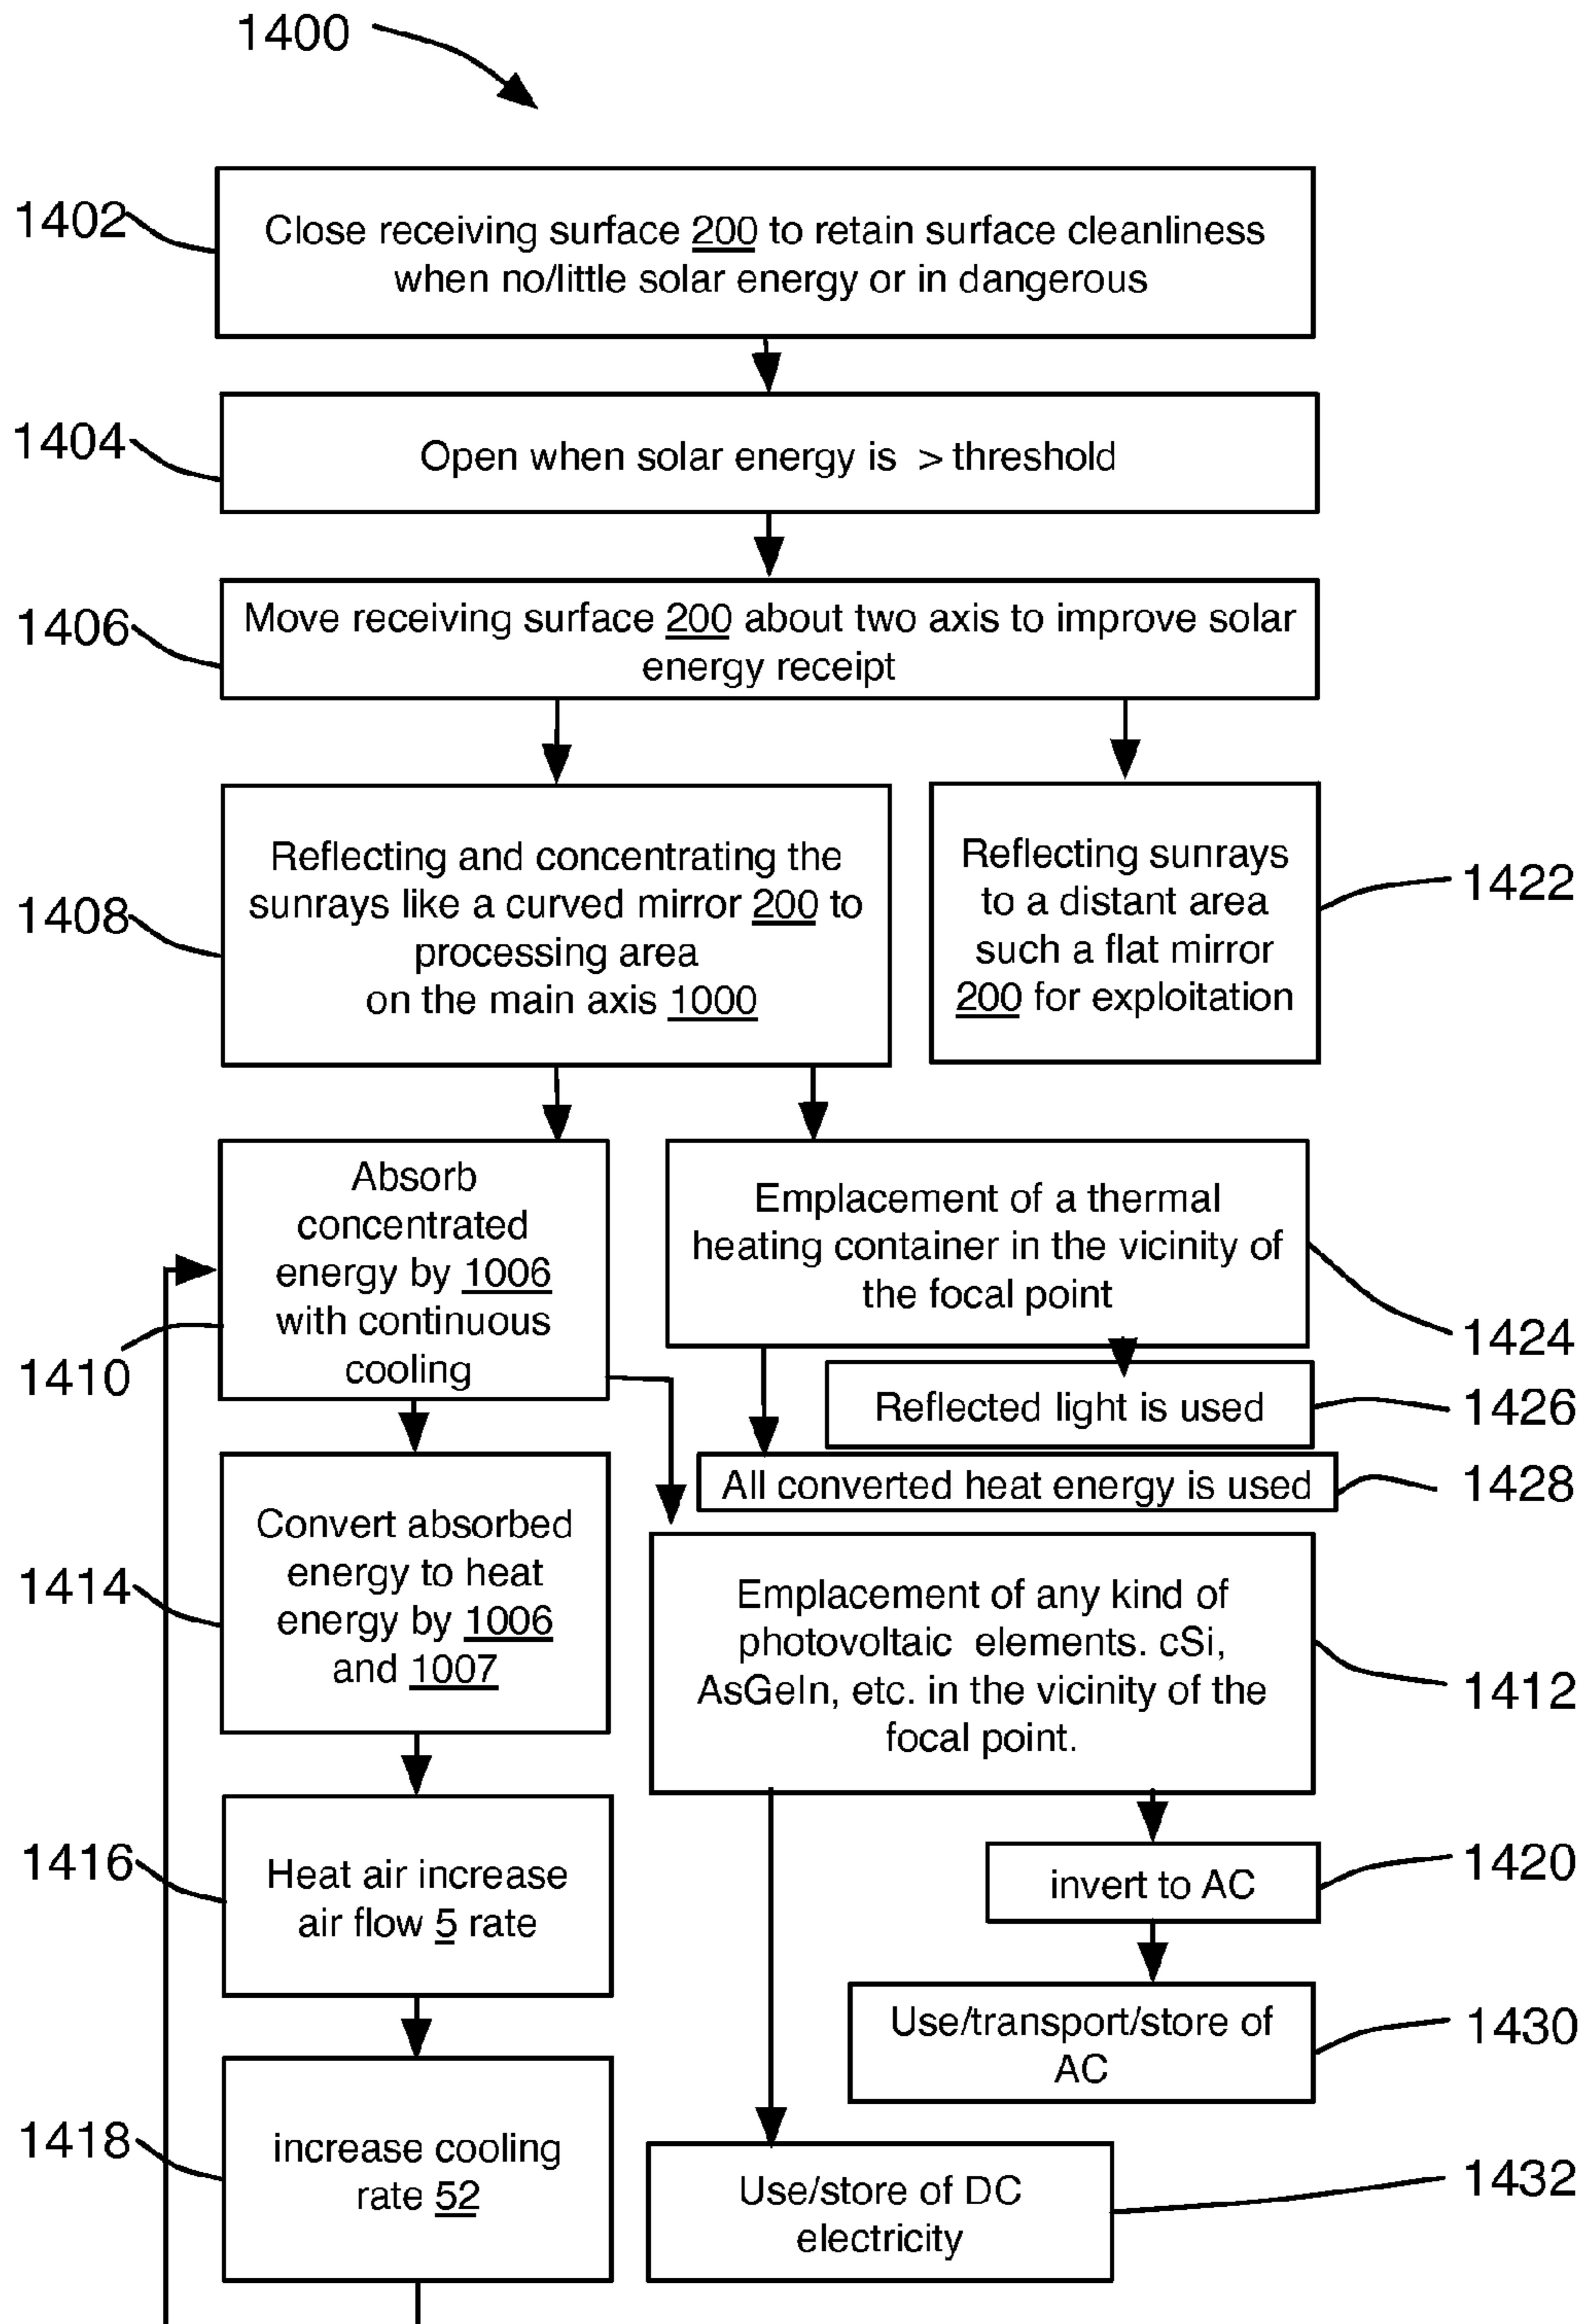 1400
1402
Close receiving surface 200 to retain surface cleanliness
when no/little solar energy or in dangerous
1404
Open when solar energy is > threshold
1406
Move receiving surface 200 about two axis to improve solar
energy receipt
1408
Reflecting and concentrating the
sunrays like a curved mirror 200 to
processing area
on the main axis 1000
Reflecting sunrays
to a distant area
such a flat mirror
200 for exploitation
1422
Absorb
concentrated
energy by 1006
with continuous
cooling
1410
Emplacement of a thermal
heating container in the vicinity of
the focal point
1424
Reflected light is used
1426
All converted heat energy is used
1428
1414
Convert absorbed
energy to heat
energy by 1006
and 1007
Emplacement of any kind of
photovoltaic elements. cSi,
AsGeIn, etc. in the vicinity of the
focal point.
1412
1416
Heat air increase
air flow 5 rate
invert to AC
1420
Use/transport/store of
AC
1430
1418
increase cooling
rate 52
Use/store of DC
electricity
1432